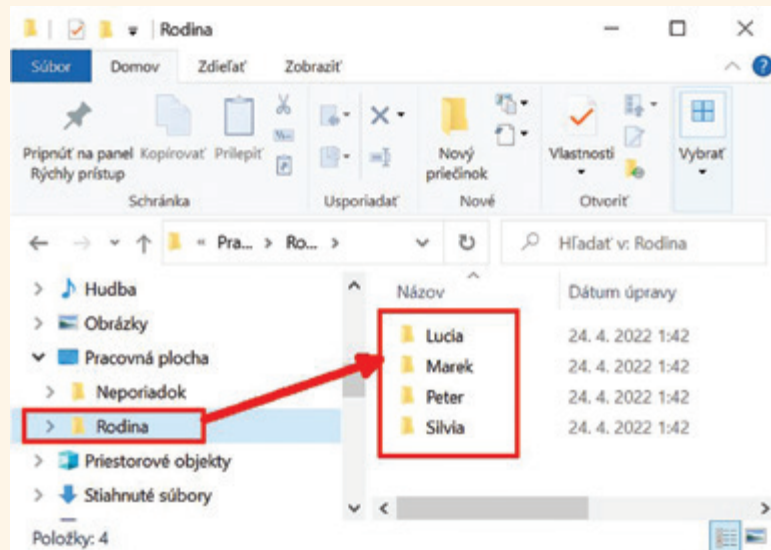 Rodina
Súbor Domov Zdieľať Zobraziť
Pripnúť na panel Rýchly prístup
Kopírovať
Prilepiť
Nový priečinok
Vlastnosti
Vybrať
Schránka Usporiadať Nové Otvoriť
« Pra... > Ro... >
Hľadať v: Rodina
Hudba
Obrázky
Pracovná plocha
Neporiadok
Rodina
Priestorové objekty
Stiahnuté súbory
Názov Dátum úpravy
Lucia 24. 4. 2022 1:42
Marek 24. 4. 2022 1:42
Peter 24. 4. 2022 1:42
Silvia 24. 4. 2022 1:42
Položky: 4